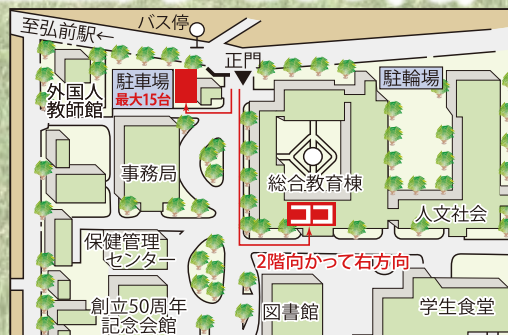 至弘前駅←
バス停
正門
駐車場
最大15台
駐輪場
外国人
教師館
事務局
総合教育棟
ココ
人文社会
2階向かって右方向
保健管理
センター
創立50周年
記念会館
図書館
学生食堂